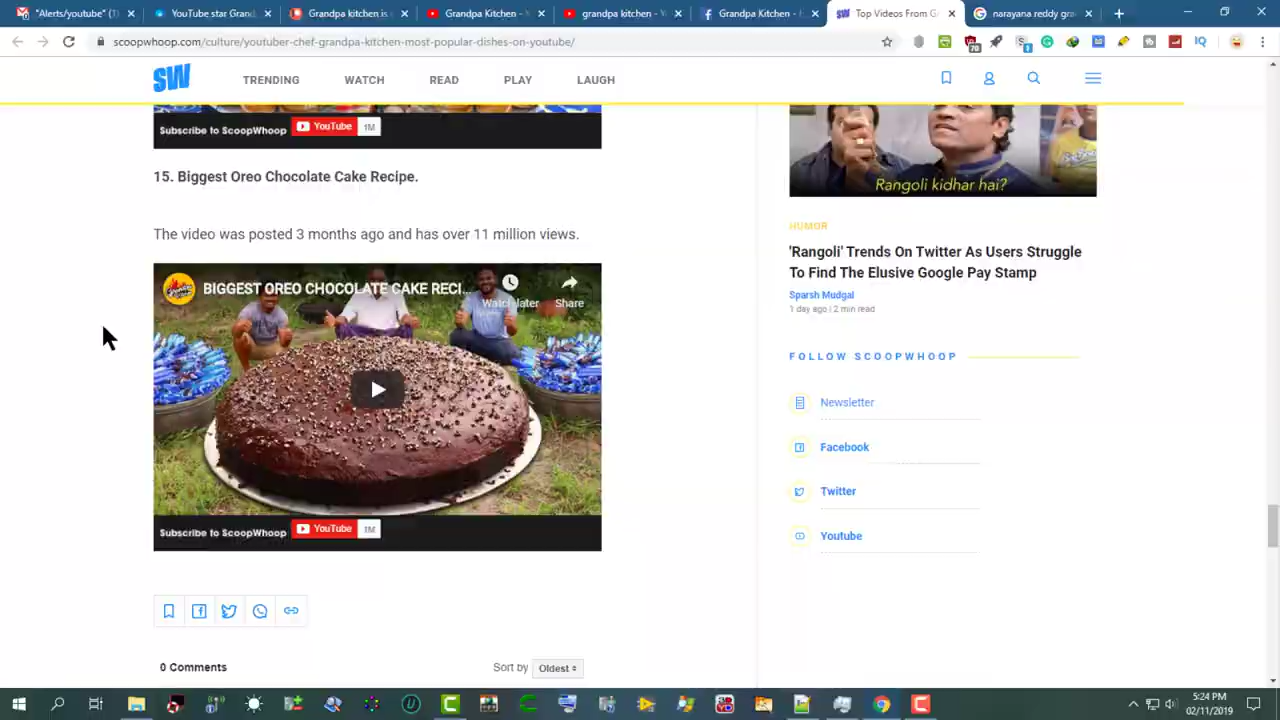 "Alerts/youtube" (1
YouTube Premium
Grandpa kitchen is c
Grandpa Kitchen - Y
grandpa kitchen - Yo
Grandpa Kitchen - H
Top Videos From Gr
narayana reddy gran
scoopwhoop.com/culture/youtuber-chef-grandpa-kitchen-most-popular-dishes-on-youtube/
SW TRENDING WATCH READ PLAY LAUGH
Subscribe to ScoopWhoop YouTube 1M
15. Biggest Oreo Chocolate Cake Recipe.
The video was posted 3 months ago and has over 11 million views.
BIGGEST OREO CHOCOLATE CAKE RECI...
Watch later Share
Subscribe to ScoopWhoop YouTube 1M
0 Comments
Sort by Oldest
Rangoli kidhar hai?
HUMOR
'Rangoli' Trends On Twitter As Users Struggle
To Find The Elusive Google Pay Stamp
Sparsh Mudgal
1 day ago | 2 min read
FOLLOW SCOOPWHOOP
Newsletter
Facebook
Twitter
Youtube
5:24 PM
02/11/2019